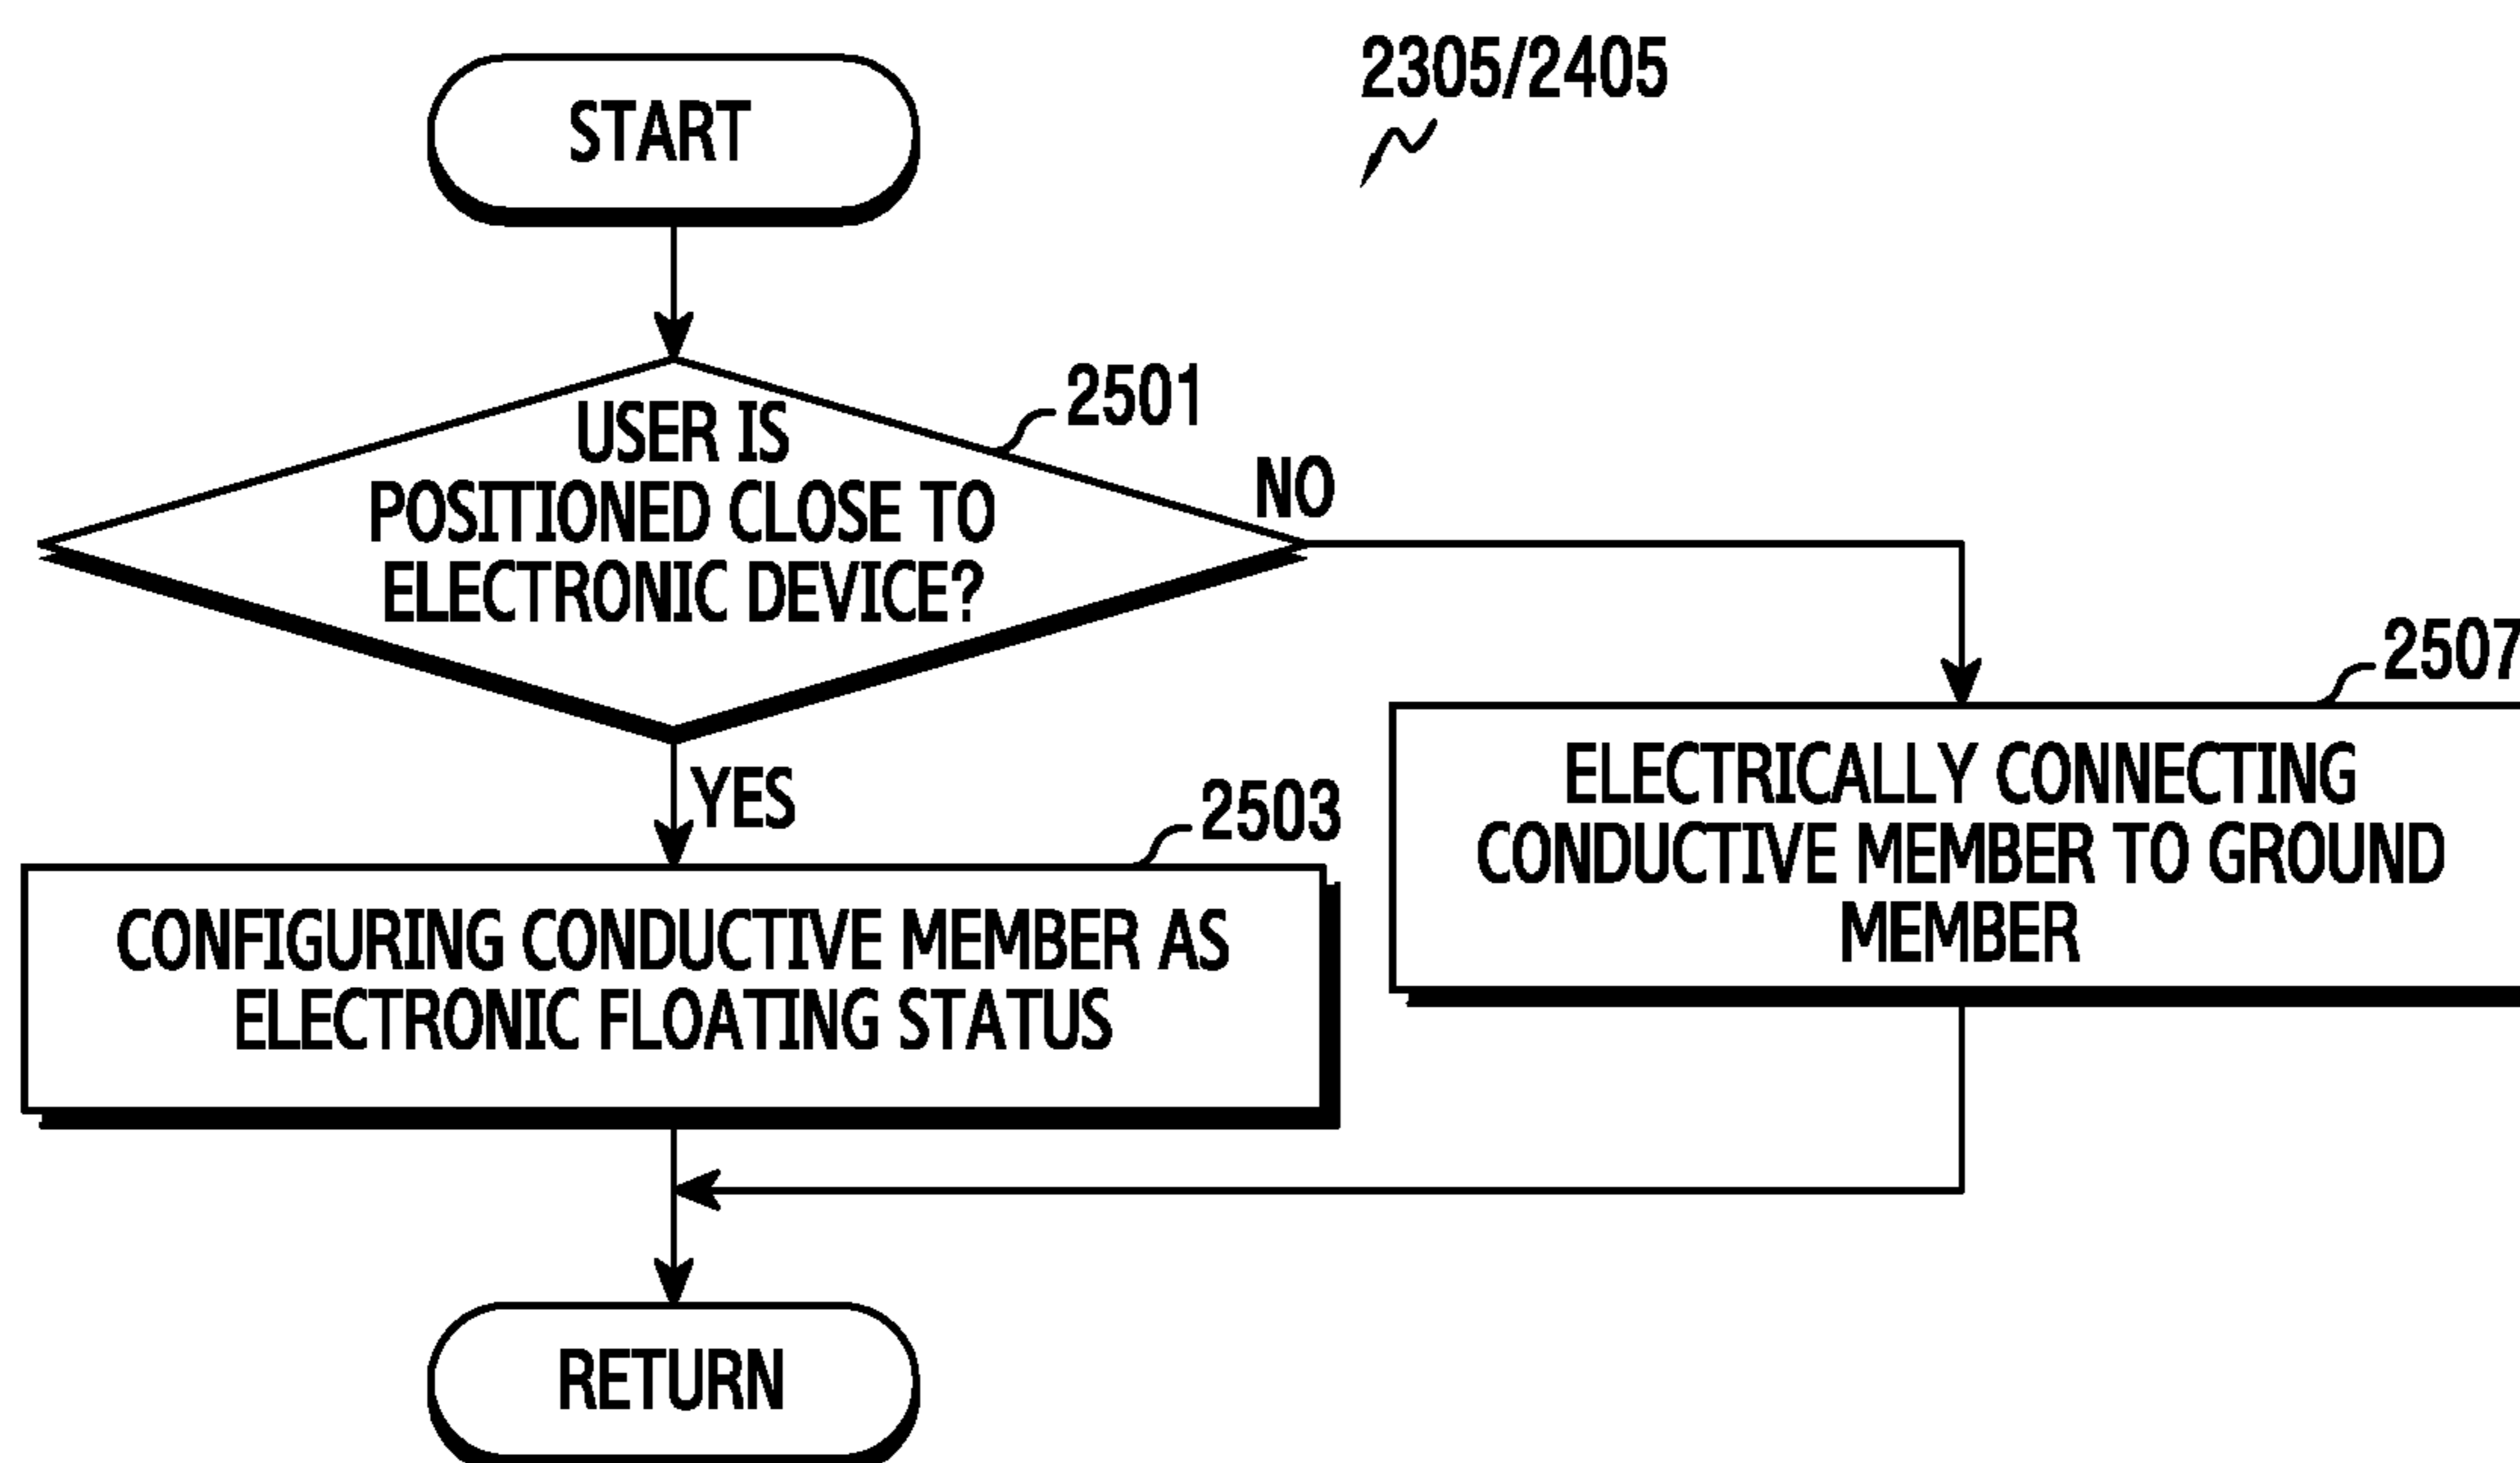 START
2305/2405
2501
USER IS
POSITIONED CLOSE TO
ELECTRONIC DEVICE?
NO
YES
2503
CONFIGURING CONDUCTIVE MEMBER AS
ELECTRONIC FLOATING STATUS
2507
ELECTRICALLY CONNECTING
CONDUCTIVE MEMBER TO GROUND
MEMBER
RETURN